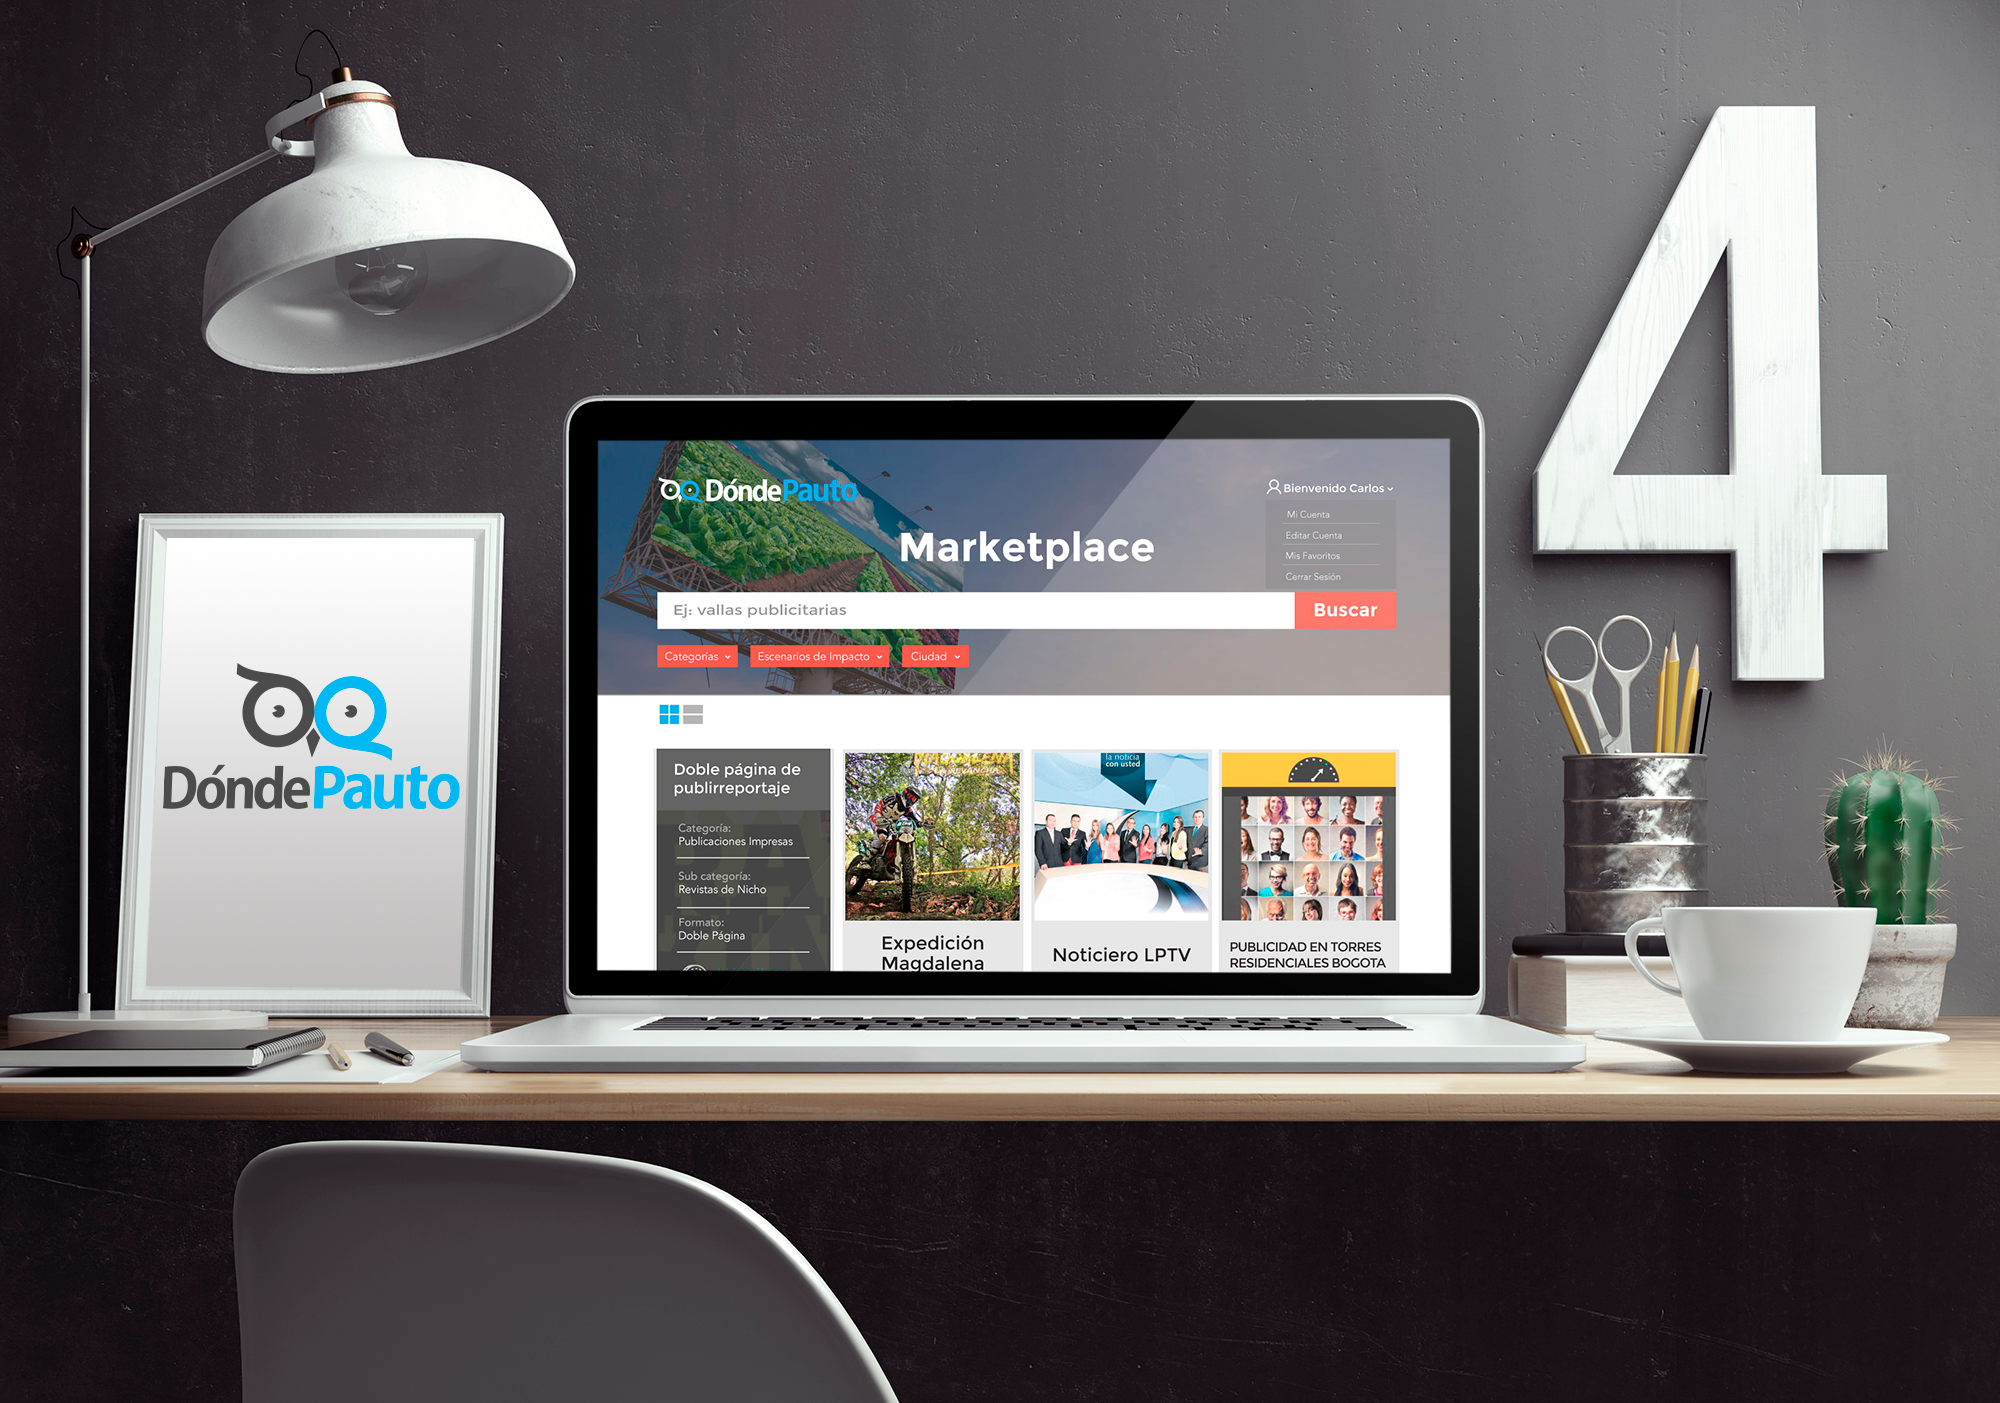 DóndePauto
DóndePauto
Bienvenido Carlos
Mi Cuenta
Editar Cuenta
Mis Favoritos
Cerrar Sesión
Marketplace
Ej: vallas publicitarias
Buscar
Categorías
Escenarios de Impacto
Ciudad
Doble página de
publirreportaje
Categoría:
Publicaciones Impresas
Sub categoría:
Revistas de Nicho
Formato:
Doble Página
Expedición
Magdalena
la noticia
con usted
Noticiero LPTV
PUBLICIDAD EN TORRES
RESIDENCIALES BOGOTA
4